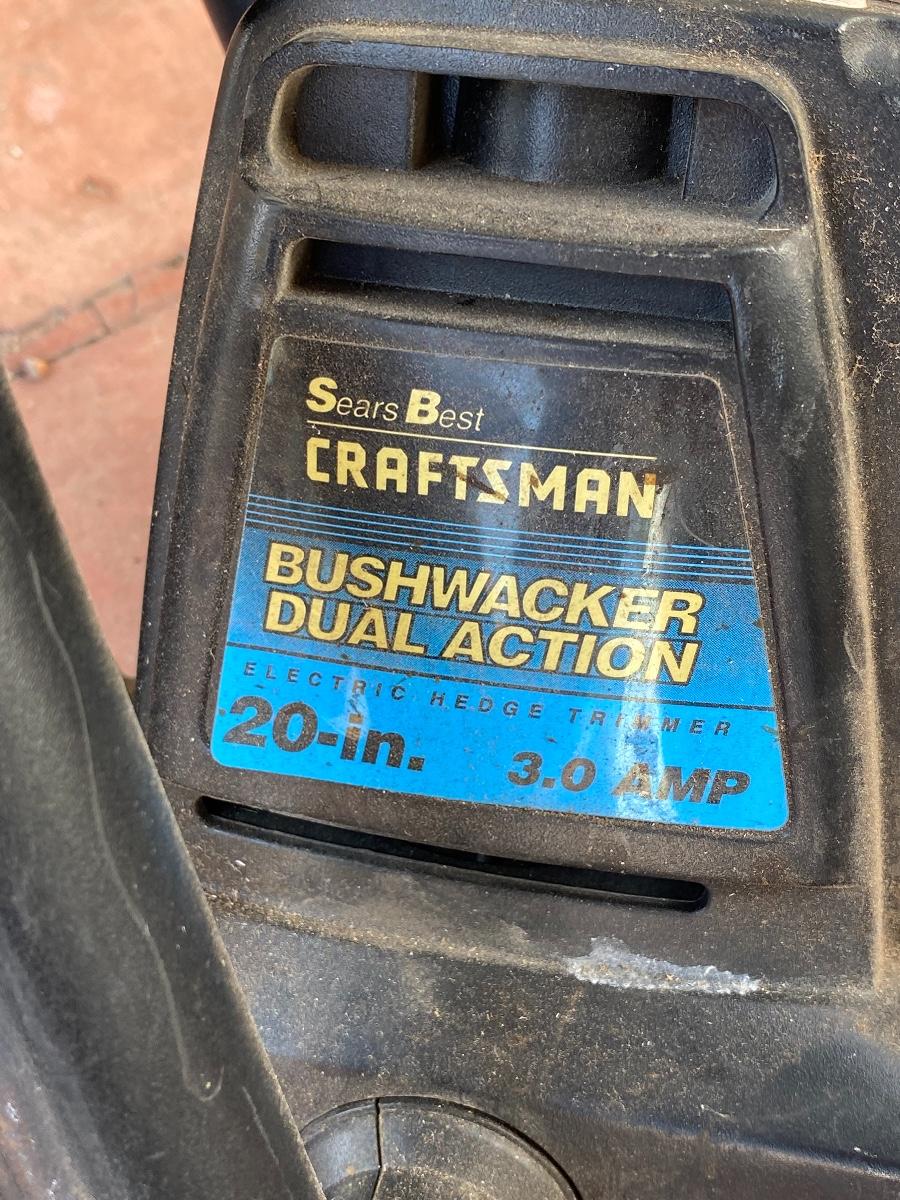 Sears Best
CRAFTSMAN
BUSHWACKER
DUAL ACTION
ELECTRIC HEDGE TRIMMER
20-in. 3.0 AMP